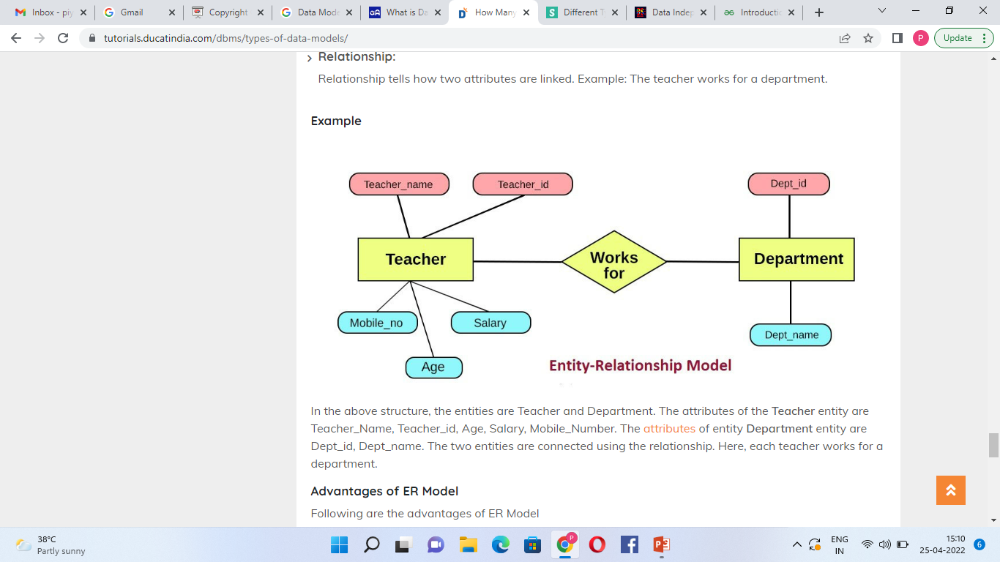 Inbox - piy
Gmail
Copyright
Data Mode
What is Da
How Many
Different T
Data Indep
Introductic
tutorials.ducatindia.com/dbms/types-of-data-models/
P
Update
Relationship:
Relationship tells how two attributes are linked. Example: The teacher works for a department.
Example
Teacher_name
Teacher_id
Dept_id
Teacher
Works
for
Department
Mobile_no
Salary
Dept_name
Age
Entity-Relationship Model
In the above structure, the entities are Teacher and Department. The attributes of the Teacher entity are
Teacher_Name, Teacher_id, Age, Salary, Mobile_Number. The attributes of entity Department entity are
Dept_id, Dept_name. The two entities are connected using the relationship. Here, each teacher works for a
department.
Advantages of ER Model
Following are the advantages of ER Model
38°C
Partly sunny
ENG
IN
15:10
25-04-2022
6